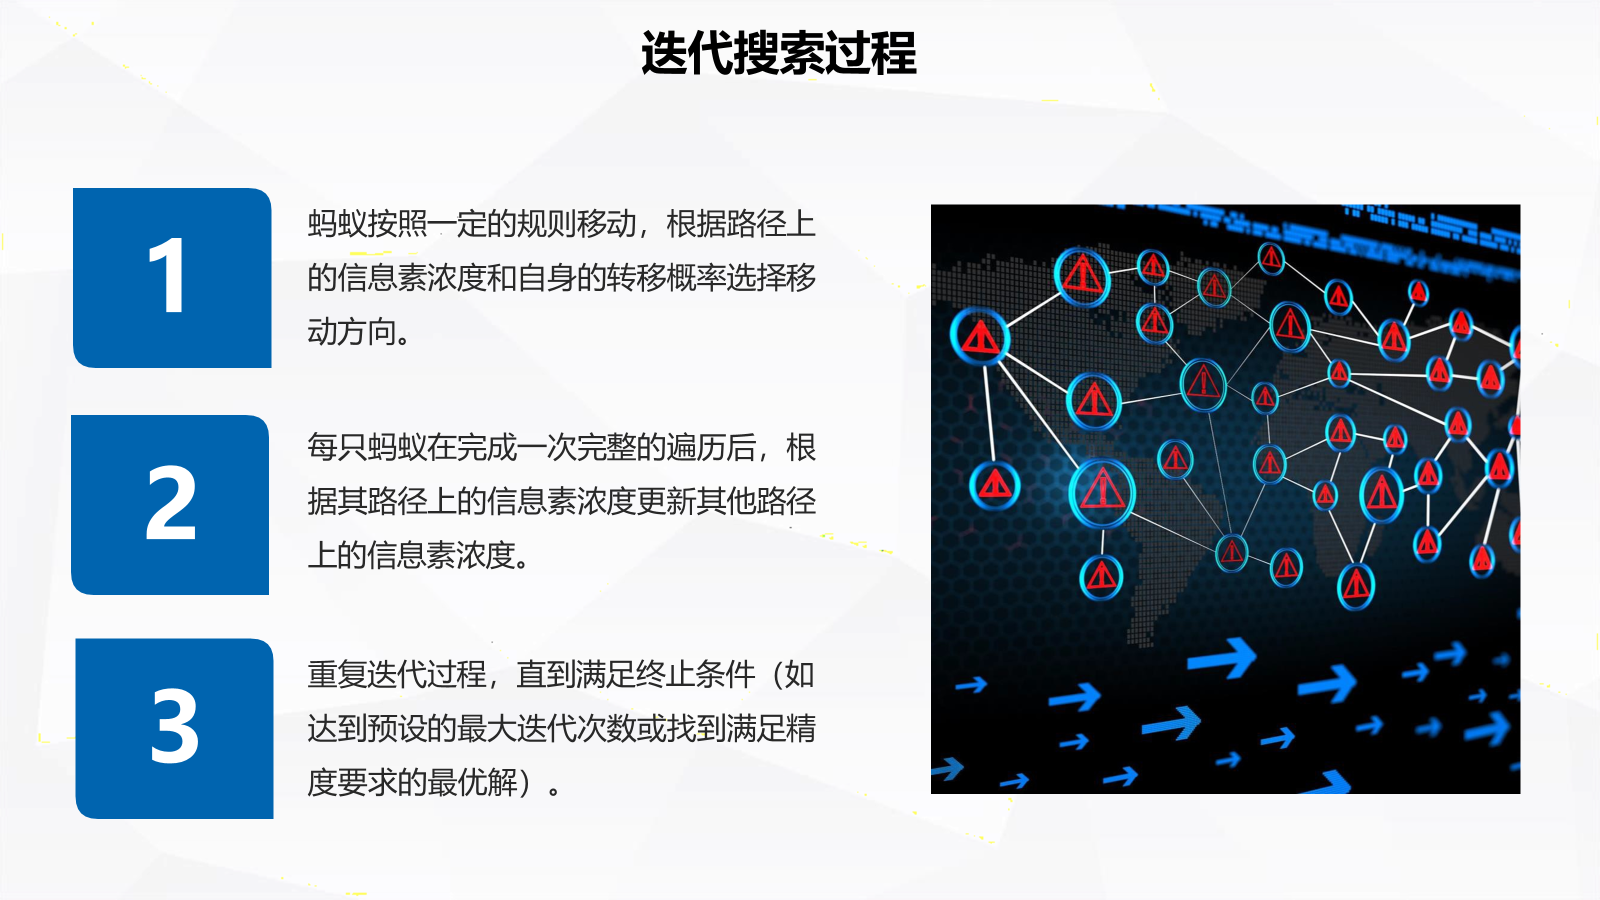 迭代搜索过程
1
蚂蚁按照一定的规则移动，根据路径上
的信息素浓度和自身的转移概率选择移
动方向。
2
每只蚂蚁在完成一次完整的遍历后，根
据其路径上的信息素浓度更新其他路径
上的信息素浓度。
3
重复迭代过程，直到满足终止条件（如
达到预设的最大迭代次数或找到满足精
度要求的最优解）。